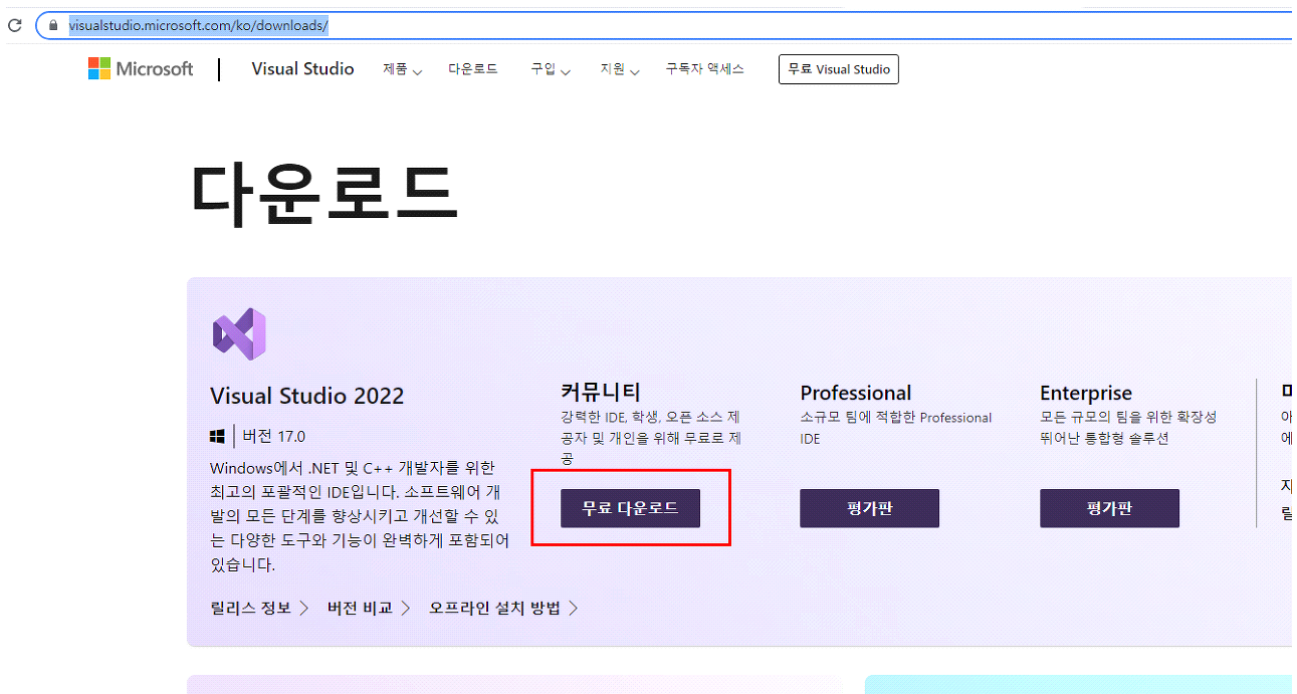 visualstudio.microsoft.com/ko/downloads/
Microsoft | Visual Studio 제품 다운로드 구입 지원 구독자 액세스 무료 Visual Studio
다운로드
Visual Studio 2022
버전 17.0
Windows에서 .NET 및 C++ 개발자를 위한
최고의 포괄적인 IDE입니다. 소프트웨어 개
발의 모든 단계를 향상시키고 개선할 수 있
는 다양한 도구와 기능이 완벽하게 포함되어
있습니다.
커뮤니티
강력한 IDE, 학생, 오픈 소스 제
공자 및 개인을 위해 무료로 제
공
무료 다운로드
Professional
소규모 팀에 적합한 Professional
IDE
평가판
Enterprise
모든 규모의 팀을 위한 확장성
뛰어난 통합형 솔루션
평가판
릴리스 정보 버전 비교 오프라인 설치 방법